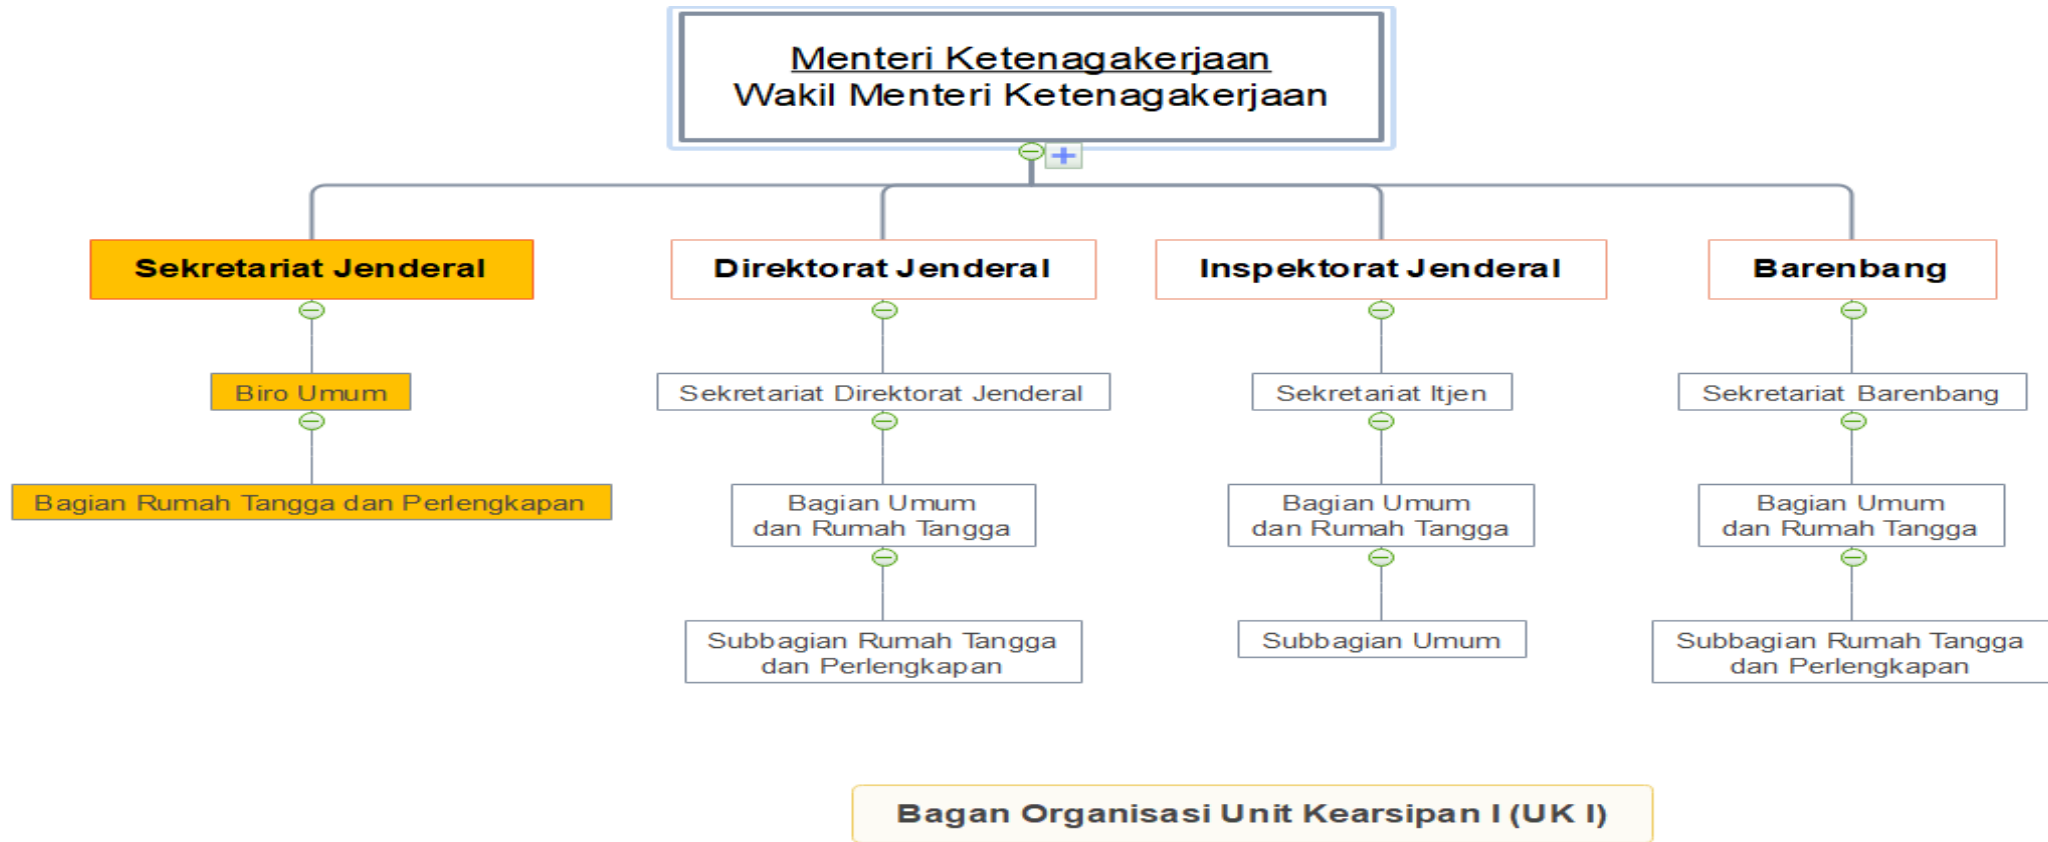 Menteri Ketenagakerjaan
Wakil Menteri Ketenagakerjaan
Sekretariat Jenderal
Direktorat Jenderal
Inspektorat Jenderal
Barenbang
Biro Umum
Sekretariat Direktorat Jenderal
Sekretariat Itjen
Sekretariat Barenbang
Bagian Rumah Tangga dan Perlengkapan
Bagian Umum
dan Rumah Tangga
Bagian Umum
dan Rumah Tangga
Bagian Umum
dan Rumah Tangga
Subbagian Rumah Tangga
dan Perlengkapan
Subbagian Umum
Subbagian Rumah Tangga
dan Perlengkapan
Bagan Organisasi Unit Kearsipan I (UK I)